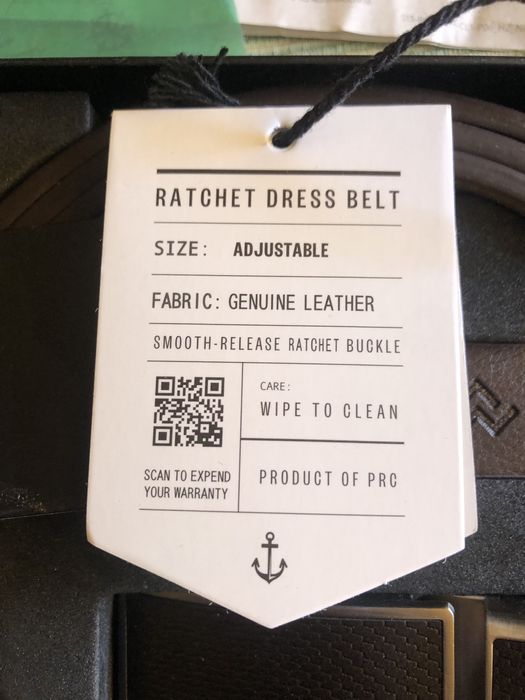 RATCHET DRESS BELT
SIZE: ADJUSTABLE
FABRIC: GENUINE LEATHER
SMOOTH-RELEASE RATCHET BUCKLE
CARE:
WIPE TO CLEAN
SCAN TO EXPEND
YOUR WARRANTY
PRODUCT OF PRC